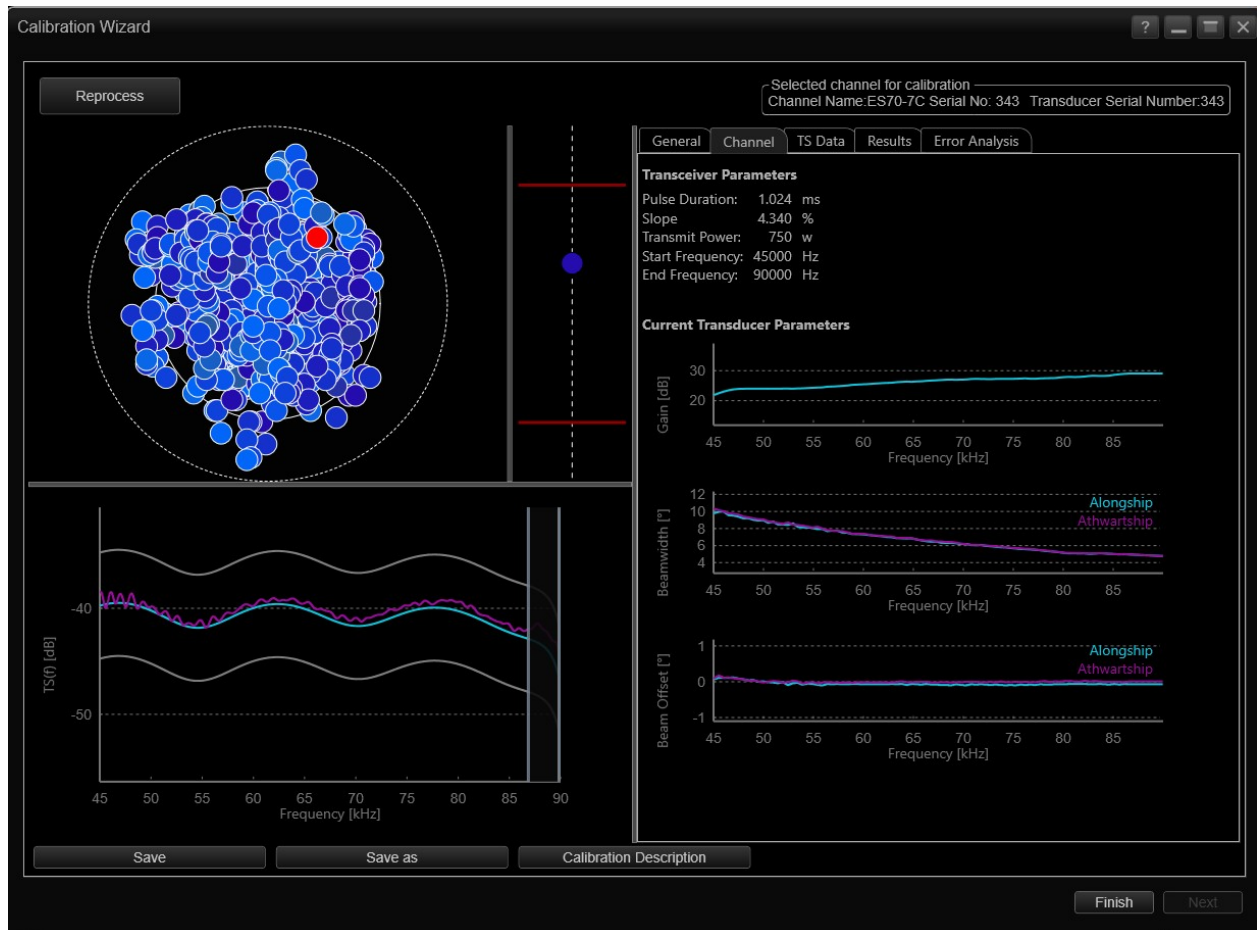 Calibration Wizard
?
Reprocess
Selected channel for calibration
Channel Name:ES70-7C Serial No: 343 Transducer Serial Number:343
General Channel TS Data Results Error Analysis
Transceiver Parameters
Pulse Duration: 1.024 ms
Slope 4.340 %
Transmit Power: 750 w
Start Frequency: 45000 Hz
End Frequency: 90000 Hz
Current Transducer Parameters
Gain [dB]
30
20
45 50 55 60 65 70 75 80 85
Frequency [kHz]
Beamwidth [°]
12
10
8
6
4
Alongship
Athwartship
45 50 55 60 65 70 75 80 85
Frequency [kHz]
Beam Offset [°]
1
0
-1
Alongship
Athwartship
45 50 55 60 65 70 75 80 85
Frequency [kHz]
TS(f) [dB]
-40
-50
45 50 55 60 65 70 75 80 85 90
Frequency [kHz]
Save Save as Calibration Description
Finish Next